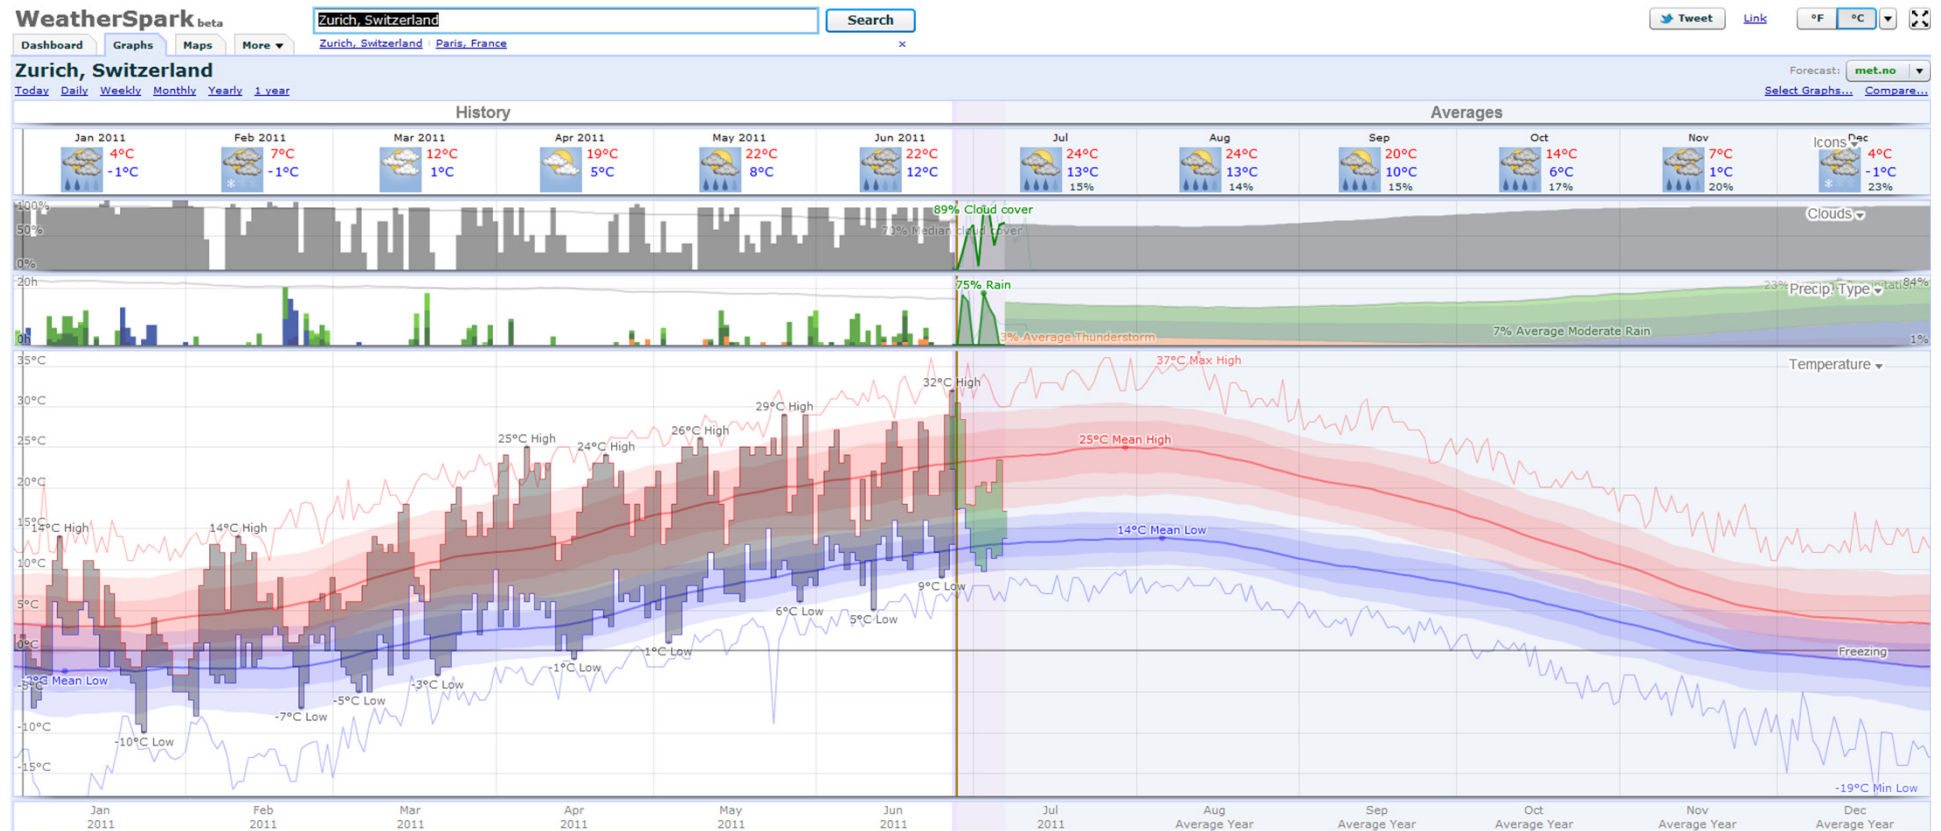 WeatherSpark beta
Zurich, Switzerland
Search
Tweet
Link
°F
°C
Dashboard
Graphs
Maps
More
Zurich, Switzerland
Paris, France
x
Zurich, Switzerland
Forecast:
met.no
Today Daily Weekly Monthly Yearly 1 year
Select Graphs... Compare...
History
Averages
Jan 2011 Feb 2011 Mar 2011 Apr 2011 May 2011 Jun 2011 Jul Aug Sep Oct Nov Dec
Icons
4°C 7°C 12°C 19°C 22°C 22°C 24°C 24°C 20°C 14°C 7°C 4°C
-1°C -1°C 1°C 5°C 8°C 12°C 13°C 13°C 10°C 6°C 1°C -1°C
15% 14% 15% 17% 20% 23%
100%
89% Cloud cover
Clouds
50%
70% Median cloud cover
0%
20h
75% Rain
23%
84%
Precip. Type
7% Average Moderate Rain
0h
3% Average Thunderstorm
1%
35°C
37°C Max High
Temperature
32°C High
30°C
29°C High
26°C High
25°C
25°C High
24°C High
25°C Mean High
20°C
15°C
14°C High
14°C High
14°C Mean Low
10°C
9°C Low
5°C
6°C Low
5°C Low
0°C
1°C Low
Freezing
-1°C Low
-5°C
-2°C Mean Low
-3°C Low
-5°C Low
-7°C Low
-10°C
-10°C Low
-15°C
-19°C Min Low
Jan Feb Mar Apr May Jun Jul Aug Sep Oct Nov Dec
2011 2011 2011 2011 2011 2011 2011 Average Year Average Year Average Year Average Year Average Year